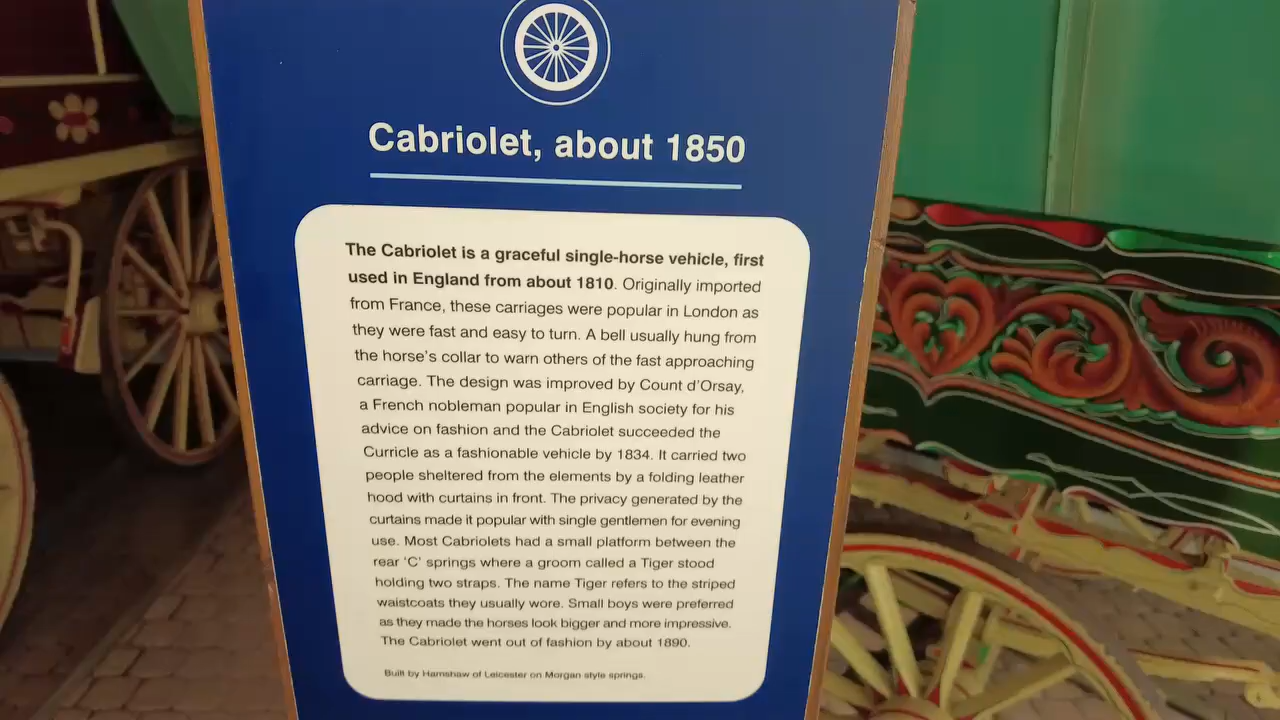 Cabriolet, about 1850
The Cabriolet is a graceful single-horse vehicle, first
used in England from about 1810. Originally imported
from France, these carriages were popular in London as
they were fast and easy to turn. A bell usually hung from
the horse's collar to warn others of the fast approaching
carriage. The design was improved by Count d'Orsay,
a French nobleman popular in English society for his
advice on fashion and the Cabriolet succeeded the
Curricle as a fashionable vehicle by 1834. It carried two
people sheltered from the elements by a folding leather
hood with curtains in front. The privacy generated by the
curtains made it popular with single gentlemen for evening
use. Most Cabriolets had a small platform between the
rear 'C' springs where a groom called a Tiger stood
holding two straps. The name Tiger refers to the striped
waistcoats they usually wore. Small boys were preferred
as they made the horses look bigger and more impressive.
The Cabriolet went out of fashion by about 1890.
Built by Hamshaw of Leicester on Morgan style springs.